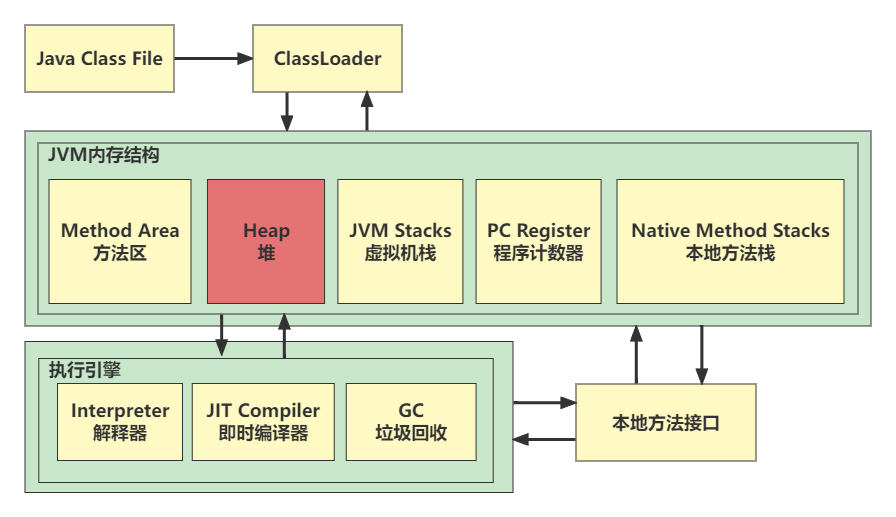 Java Class File
ClassLoader
JVM内存结构
Method Area
方法区
Heap
堆
JVM Stacks
虚拟机栈
PC Register
程序计数器
Native Method Stacks
本地方法栈
执行引擎
Interpreter
解释器
JIT Compiler
即时编译器
GC
垃圾回收
本地方法接口